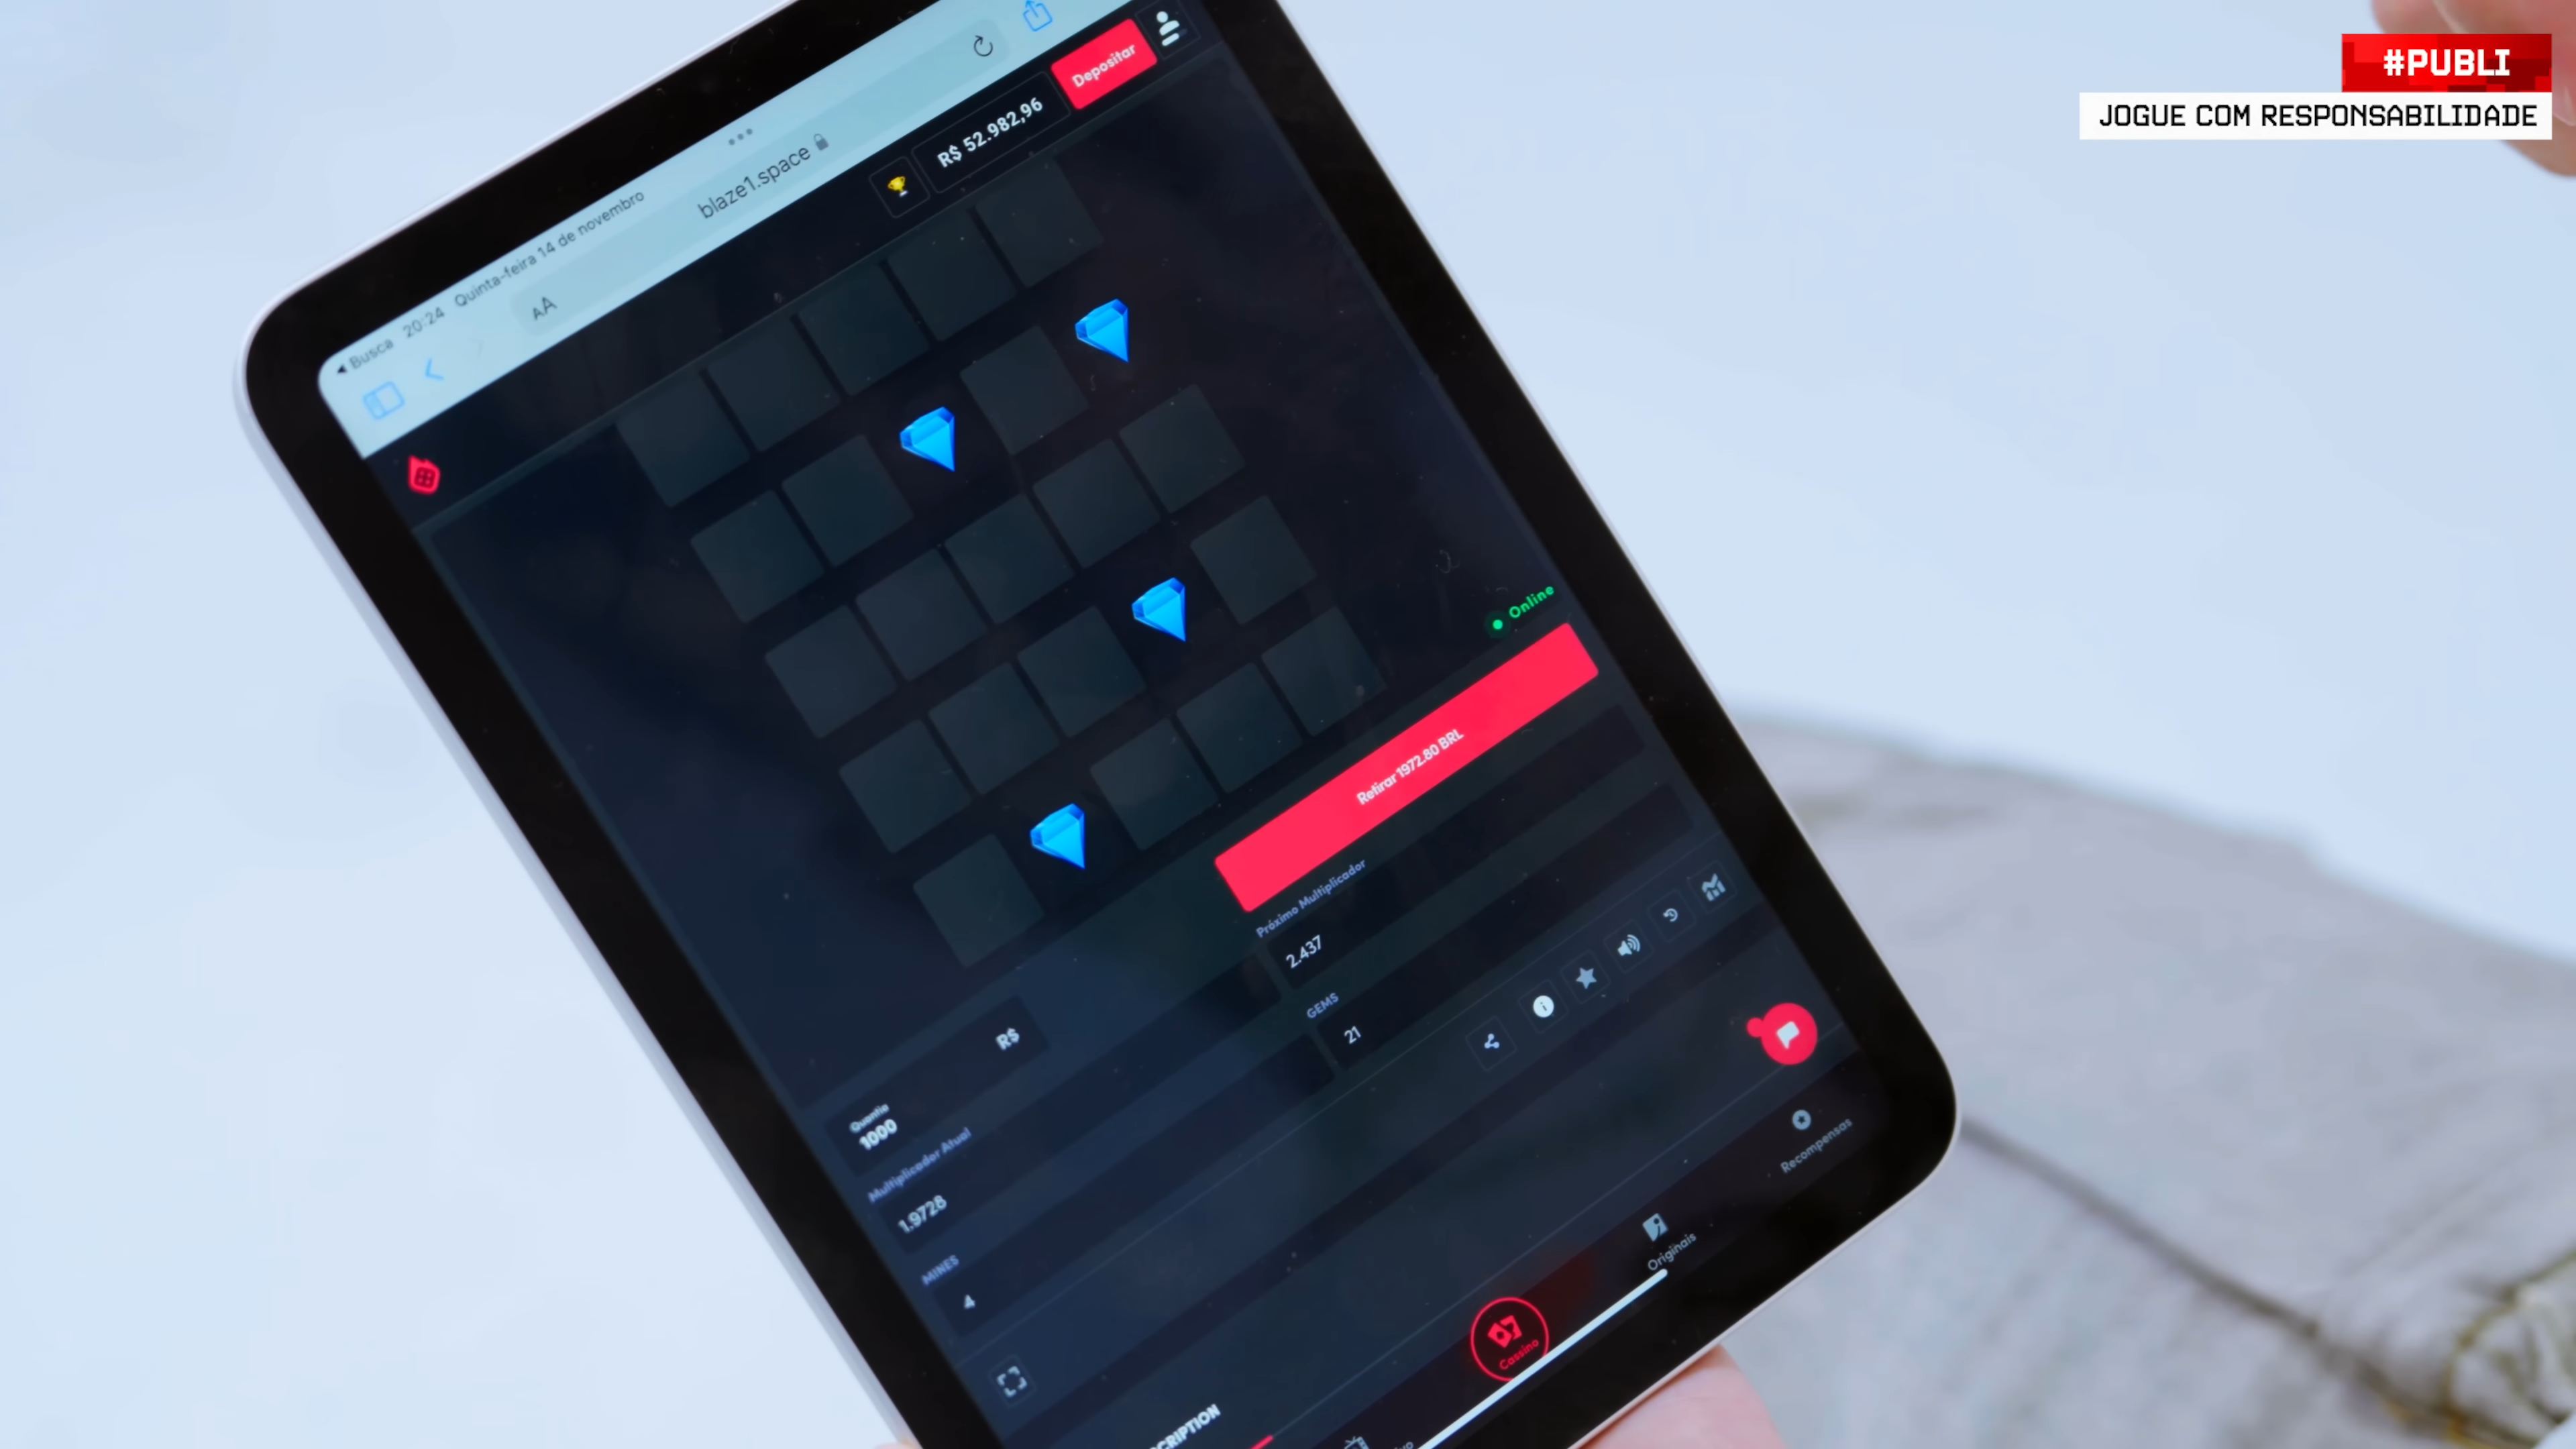 #PUBLI
JOGUE COM RESPONSABILIDADE
Busca 20:24 Quinta-feira 14 de novembro
AA
blaze1.space
R$ 52.982,96
Depositar
Online
Retirar 1972.80 BRL
Quantia
1000
R$
Multiplicador Atual
1.9728
Próximo Multiplicador
2.437
MINES
4
GEMS
21
Cassino
Originais
Recompensas